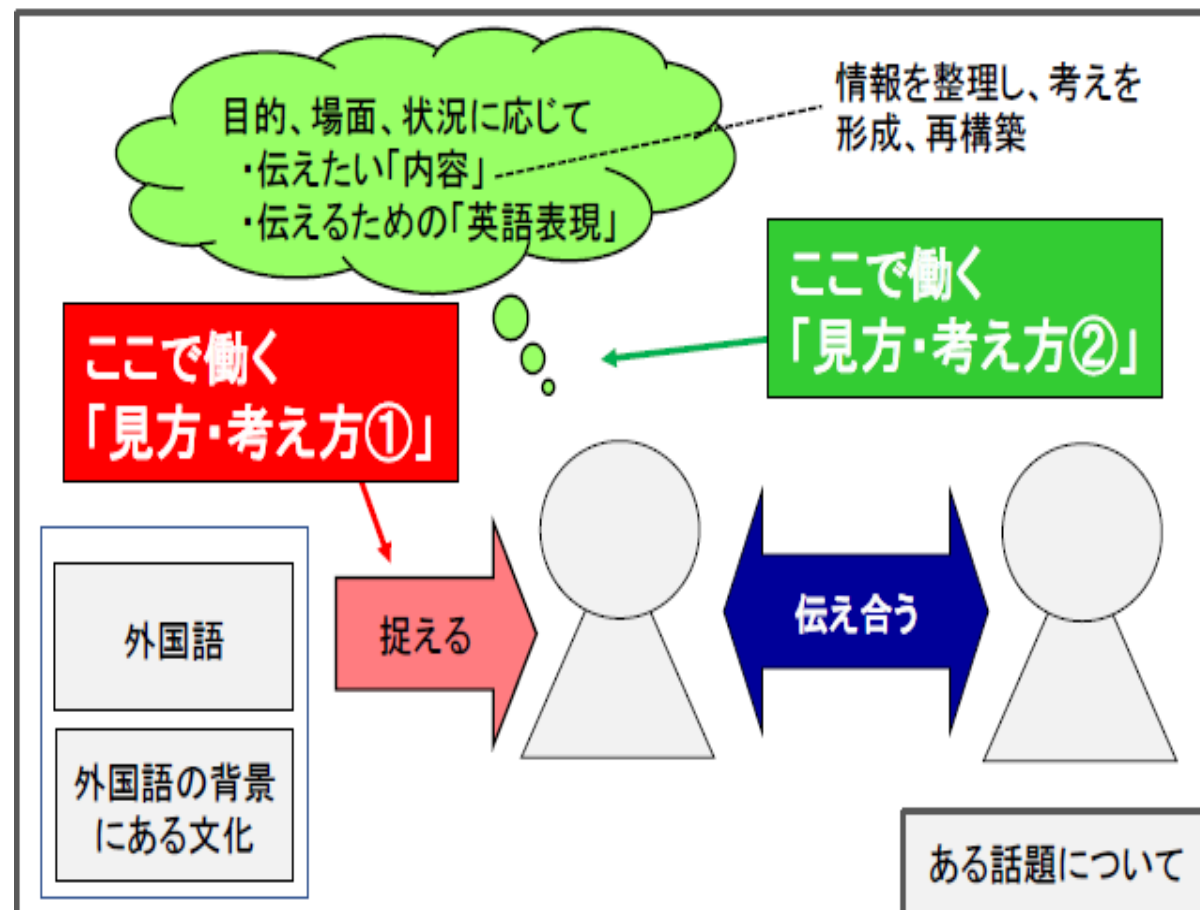 目的、場面、状況に応じて
・伝えたい「内容」
・伝えるための「英語表現」
情報を整理し、考えを
形成、再構築
ここで働く
「見方・考え方②」
ここで働く
「見方・考え方①」
外国語
捉える
伝え合う
外国語の背景
にある文化
ある話題について